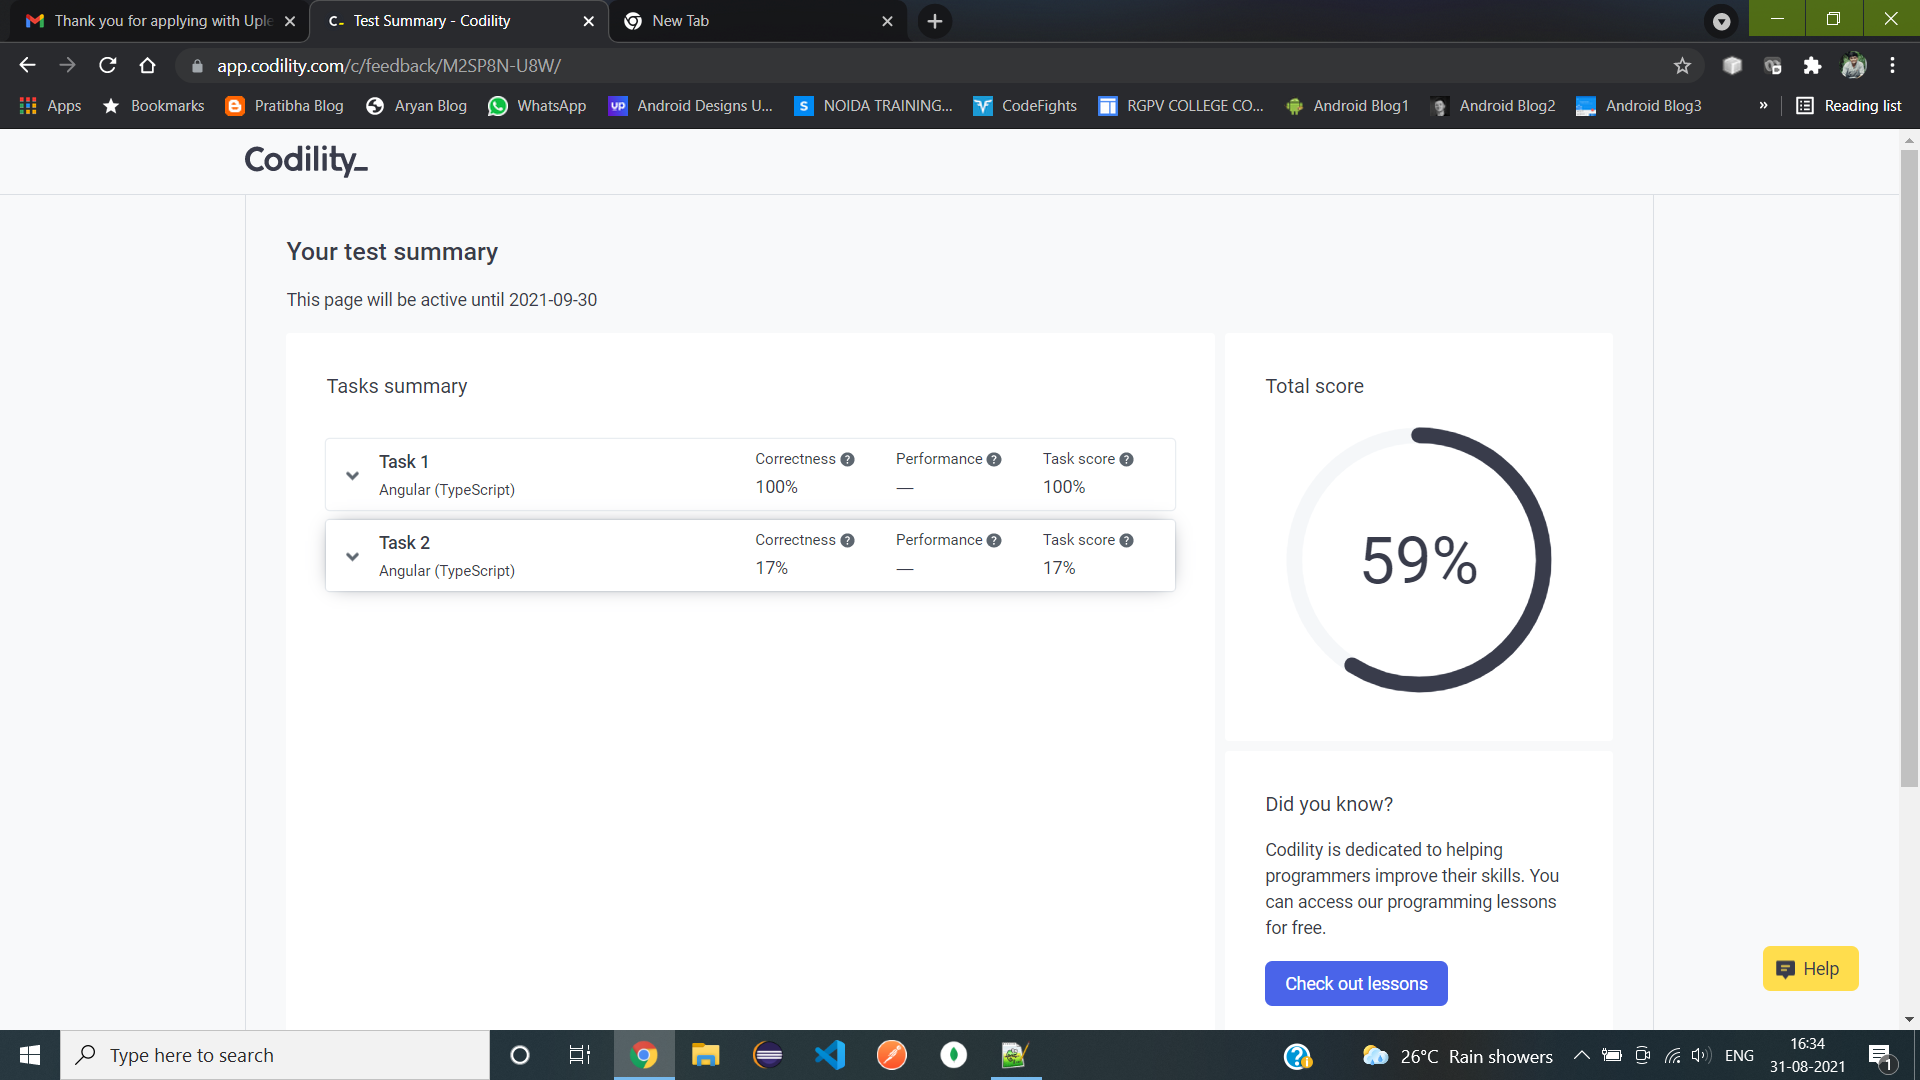 Thank you for applying with Uple
Test Summary - Codility
New Tab
app.codility.com/c/feedback/M2SP8N-U8W/
Apps
Bookmarks
Pratibha Blog
Aryan Blog
WhatsApp
Android Designs U...
NOIDA TRAINING...
CodeFights
RGPV COLLEGE CO...
Android Blog1
Android Blog2
Android Blog3
»
Reading list
Codility_
Your test summary
This page will be active until 2021-09-30
Tasks summary
Task 1
Angular (TypeScript)
Correctness ?
100%
Performance ?
—
Task score ?
100%
Task 2
Angular (TypeScript)
Correctness ?
17%
Performance ?
—
Task score ?
17%
Total score
59%
Did you know?
Codility is dedicated to helping
programmers improve their skills. You
can access our programming lessons
for free.
Check out lessons
Help
Type here to search
26°C Rain showers
ENG
16:34
31-08-2021
1